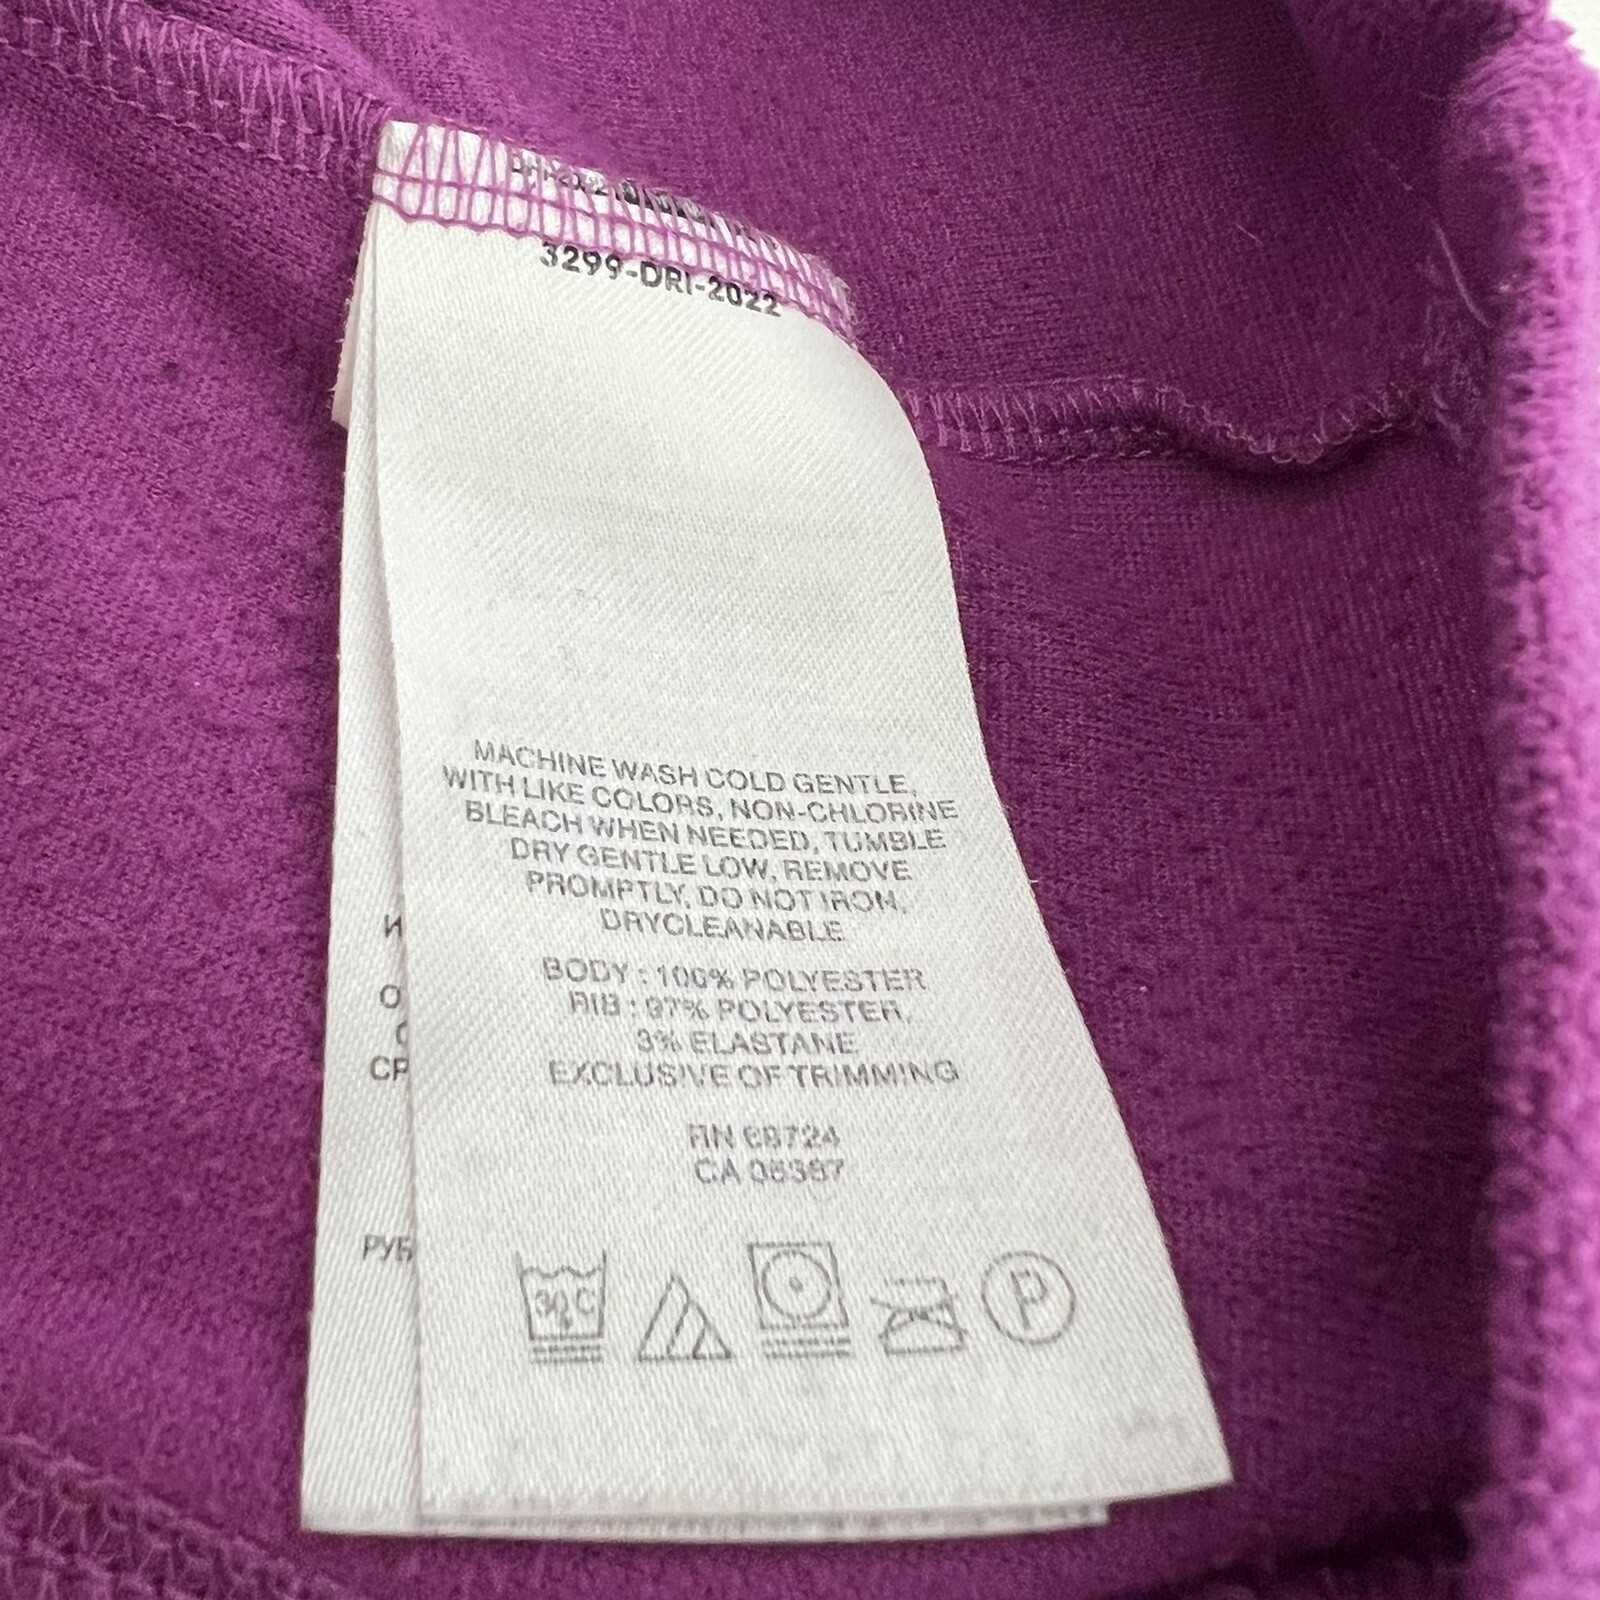 3299-DRI-2022
MACHINE WASH COLD GENTLE,
WITH LIKE COLORS, NON-CHLORINE
BLEACH WHEN NEEDED, TUMBLE
DRY GENTLE LOW, REMOVE
PROMPTLY, DO NOT IRON,
DRYCLEANABLE
BODY : 100% POLYESTER
RIB : 97% POLYESTER,
3% ELASTANE
EXCLUSIVE OF TRIMMING
RN
CA
30 C
P
И
О
С
СР
РУБ